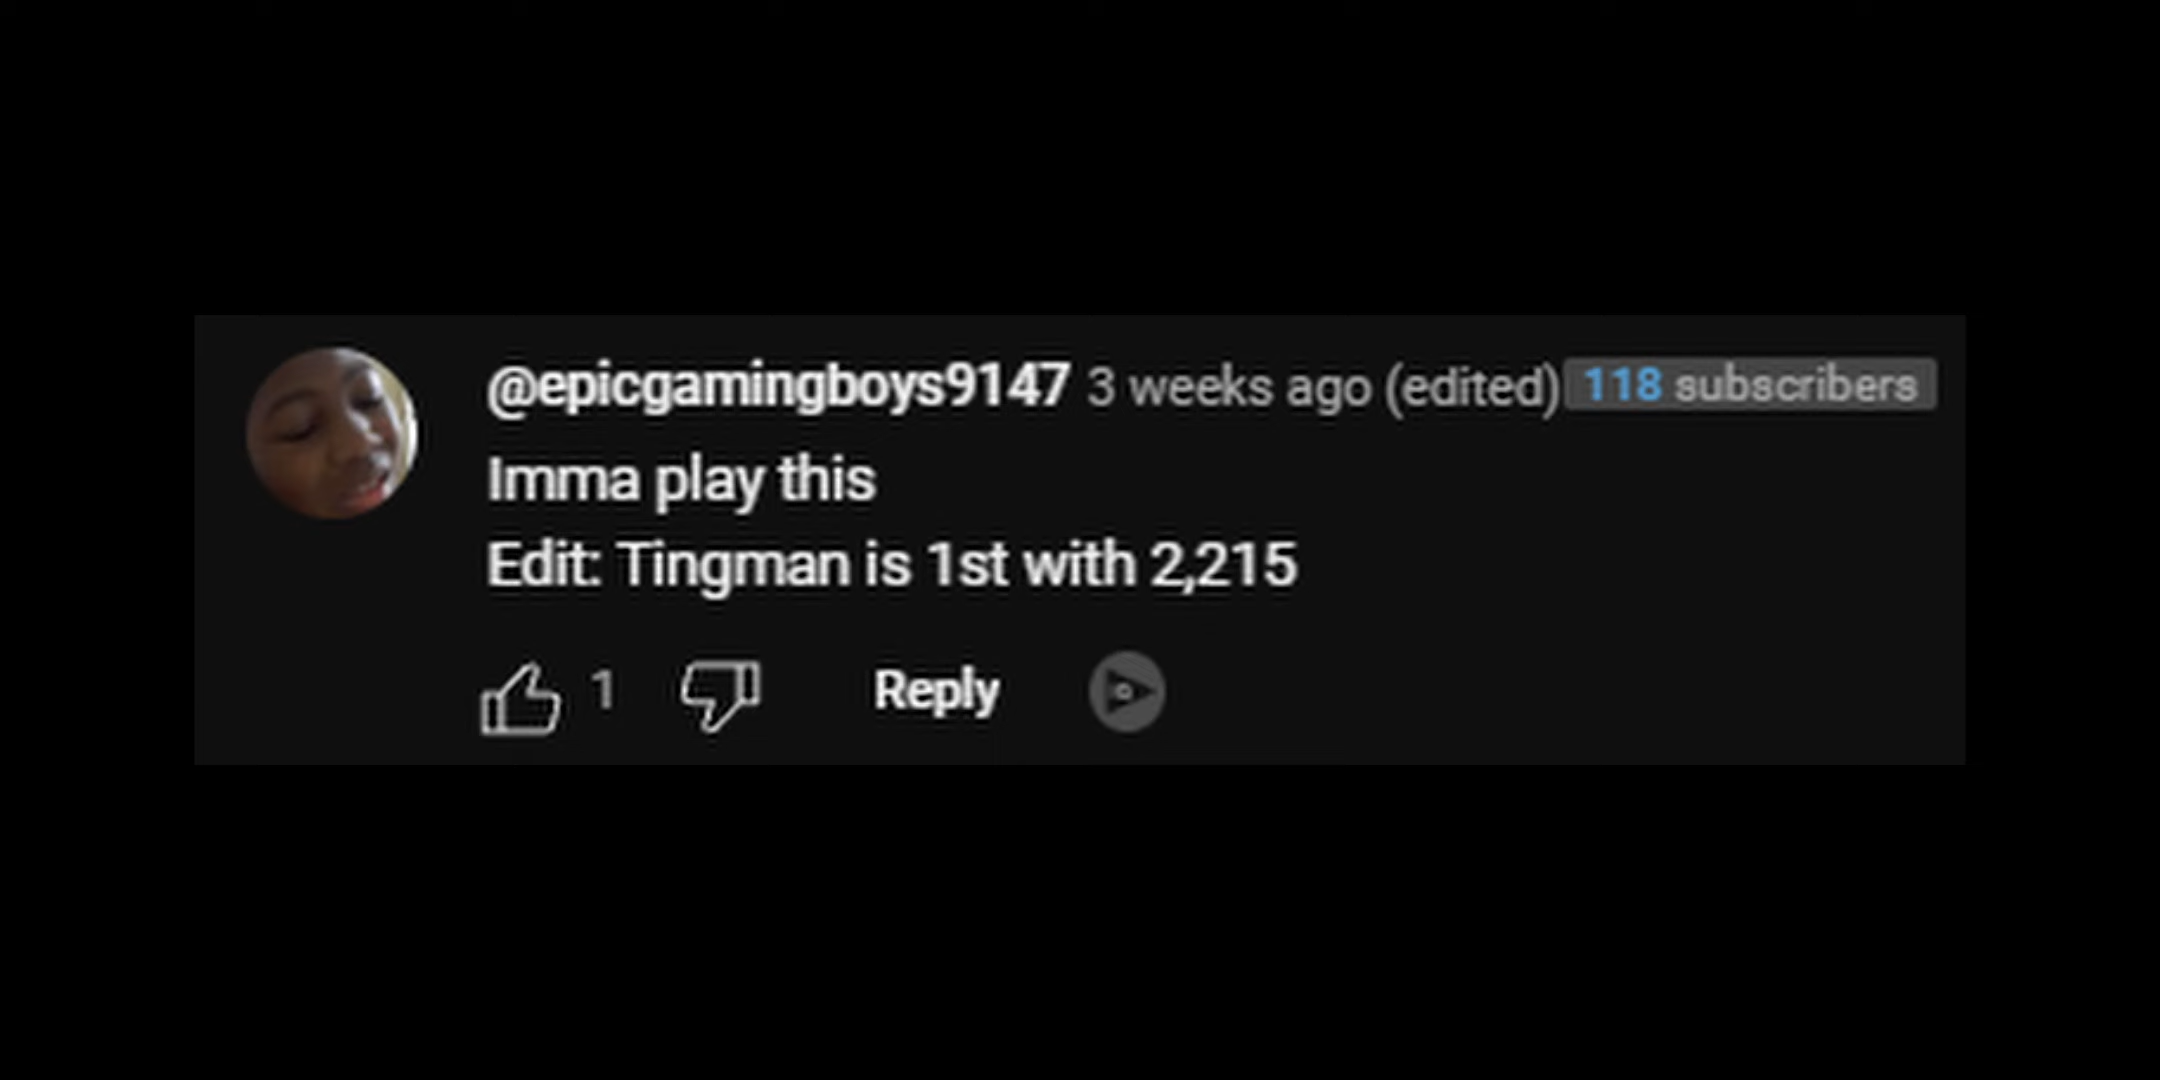 @epicgamingboys9147 3 weeks ago (edited) 118 subscribers
Imma play this
Edit: Tingman is 1st with 2,215
1 Reply